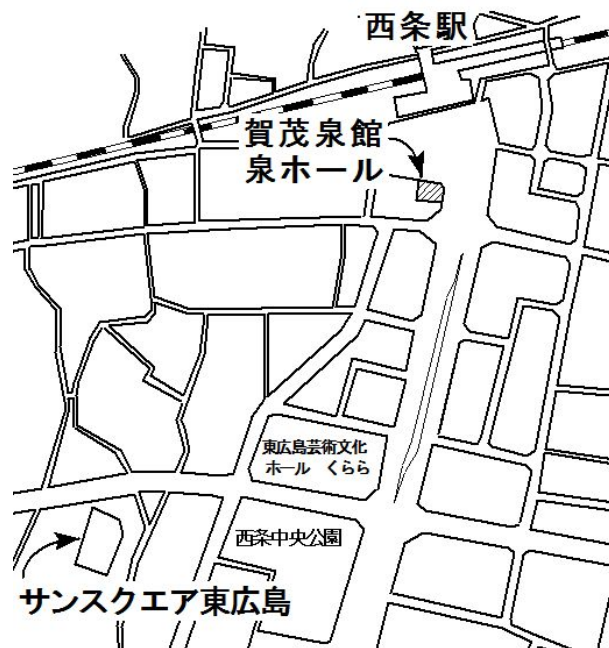 西条駅
賀茂泉館
泉ホール
東広島芸術文化
ホール くらら
西条中央公園
サンスクエア東広島